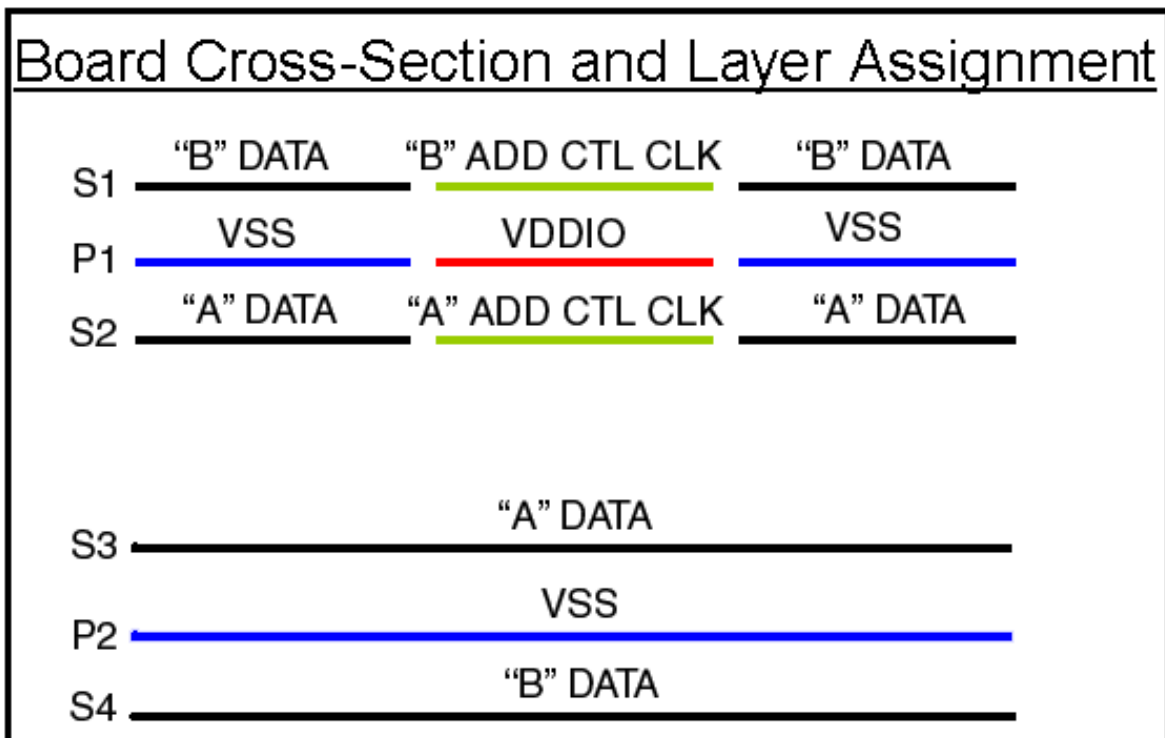 Board Cross-Section and Layer Assignment
“B” DATA “B” ADD CTL CLK “B” DATA
S1
VSS VDDIO VSS
P1
“A” DATA “A” ADD CTL CLK “A” DATA
S2
“A” DATA
S3
VSS
P2
“B” DATA
S4